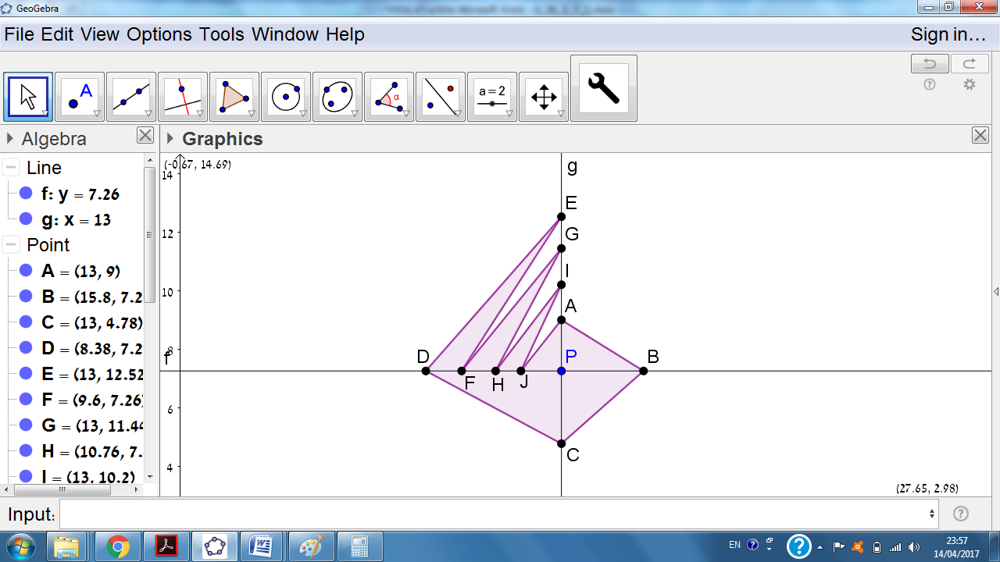 GeoGebra
File Edit View Options Tools Window Help
Sign in...
A
α
a = 2
Algebra
Graphics
Line
f: y = 7.26
g: x = 13
Point
A = (13, 9)
B = (15.8, 7.2
C = (13, 4.78)
D = (8.38, 7.2
E = (13, 12.52
F = (9.6, 7.26)
G = (13, 11.44
H = (10.76, 7.
I = (13, 10.2)
(-0.67, 14.69)
14
12
10
8
6
4
g
E
G
I
A
f
D
P
B
F
H
J
C
(27.65, 2.98)
Input:
EN
23:57
14/04/2017